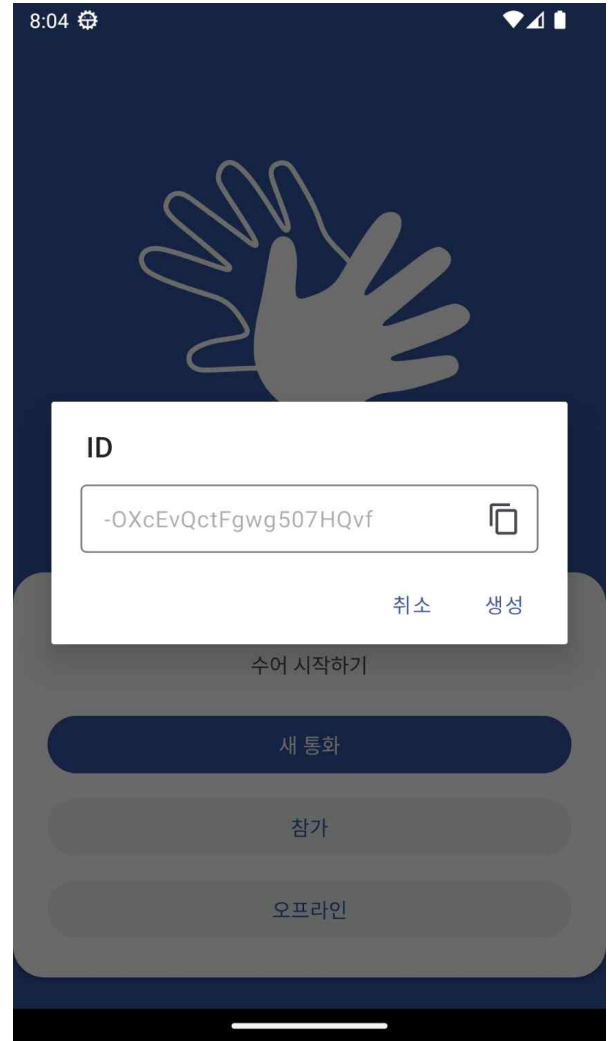 8:04
ID
-OXcEvQctFgwg507HQvf
취소 생성
수어 시작하기
새 통화
참가
오프라인